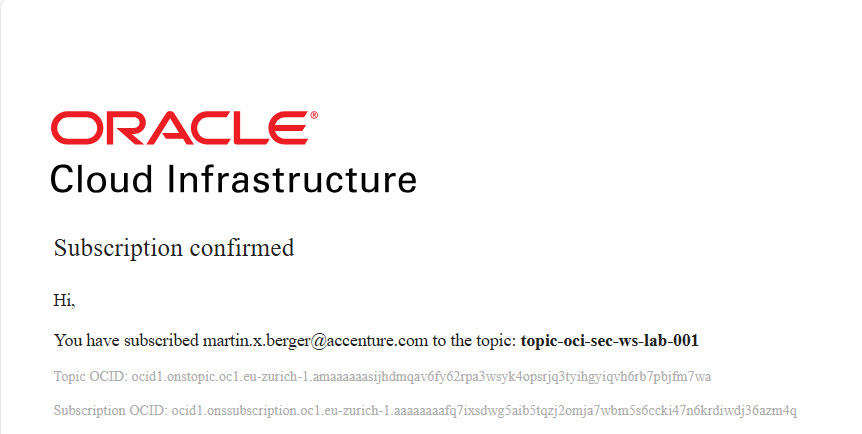 ORACLE®
Cloud Infrastructure
Subscription confirmed
Hi,
You have subscribed martin.x.berger@accenture.com to the topic: topic-oci-sec-ws-lab-001
Topic OCID: ocid1.onstopic.oc1.eu-zurich-1.amaaaaaasijhdmqav6fy62rpa3wsyk4opsrjq3tyihgyiqvh6rb7pbjfm7wa
Subscription OCID: ocid1.onssubscription.oc1.eu-zurich-1.aaaaaaaafq7ixsdwg5aib5tqzj2omja7wbm5s6ccki47n6krdiwdj36azm4q